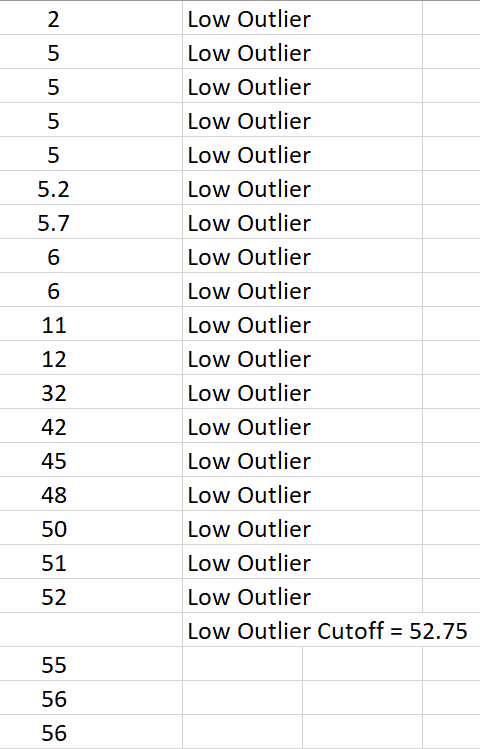 2 Low Outlier
5 Low Outlier
5 Low Outlier
5 Low Outlier
5 Low Outlier
5.2 Low Outlier
5.7 Low Outlier
6 Low Outlier
6 Low Outlier
11 Low Outlier
12 Low Outlier
32 Low Outlier
42 Low Outlier
45 Low Outlier
48 Low Outlier
50 Low Outlier
51 Low Outlier
52 Low Outlier
Low Outlier Cutoff = 52.75
55
56
56